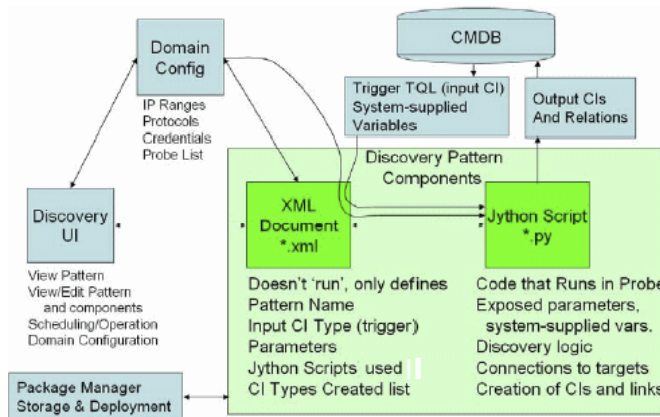 CMDB
Domain
Config
IP Ranges
Protocols
Credentials
Probe List
Trigger TQL (input CI)
System-supplied
Variables
Output CIs
And Relations
Discovery Pattern
Components
Discovery
UI
View Pattern
View/Edit Pattern
and components
Scheduling/Operation
Domain Configuration
XML
Document
*.xml
Doesn't 'run', only defines
Pattern Name
Input CI Type (trigger)
Parameters
Jython Scripts used
CI Types Created list
Jython Script
*.py
Code that Runs in Probe
Exposed parameters,
system-supplied vars.
Discovery logic
Connections to targets
Creation of CIs and links
Package Manager
Storage & Deployment